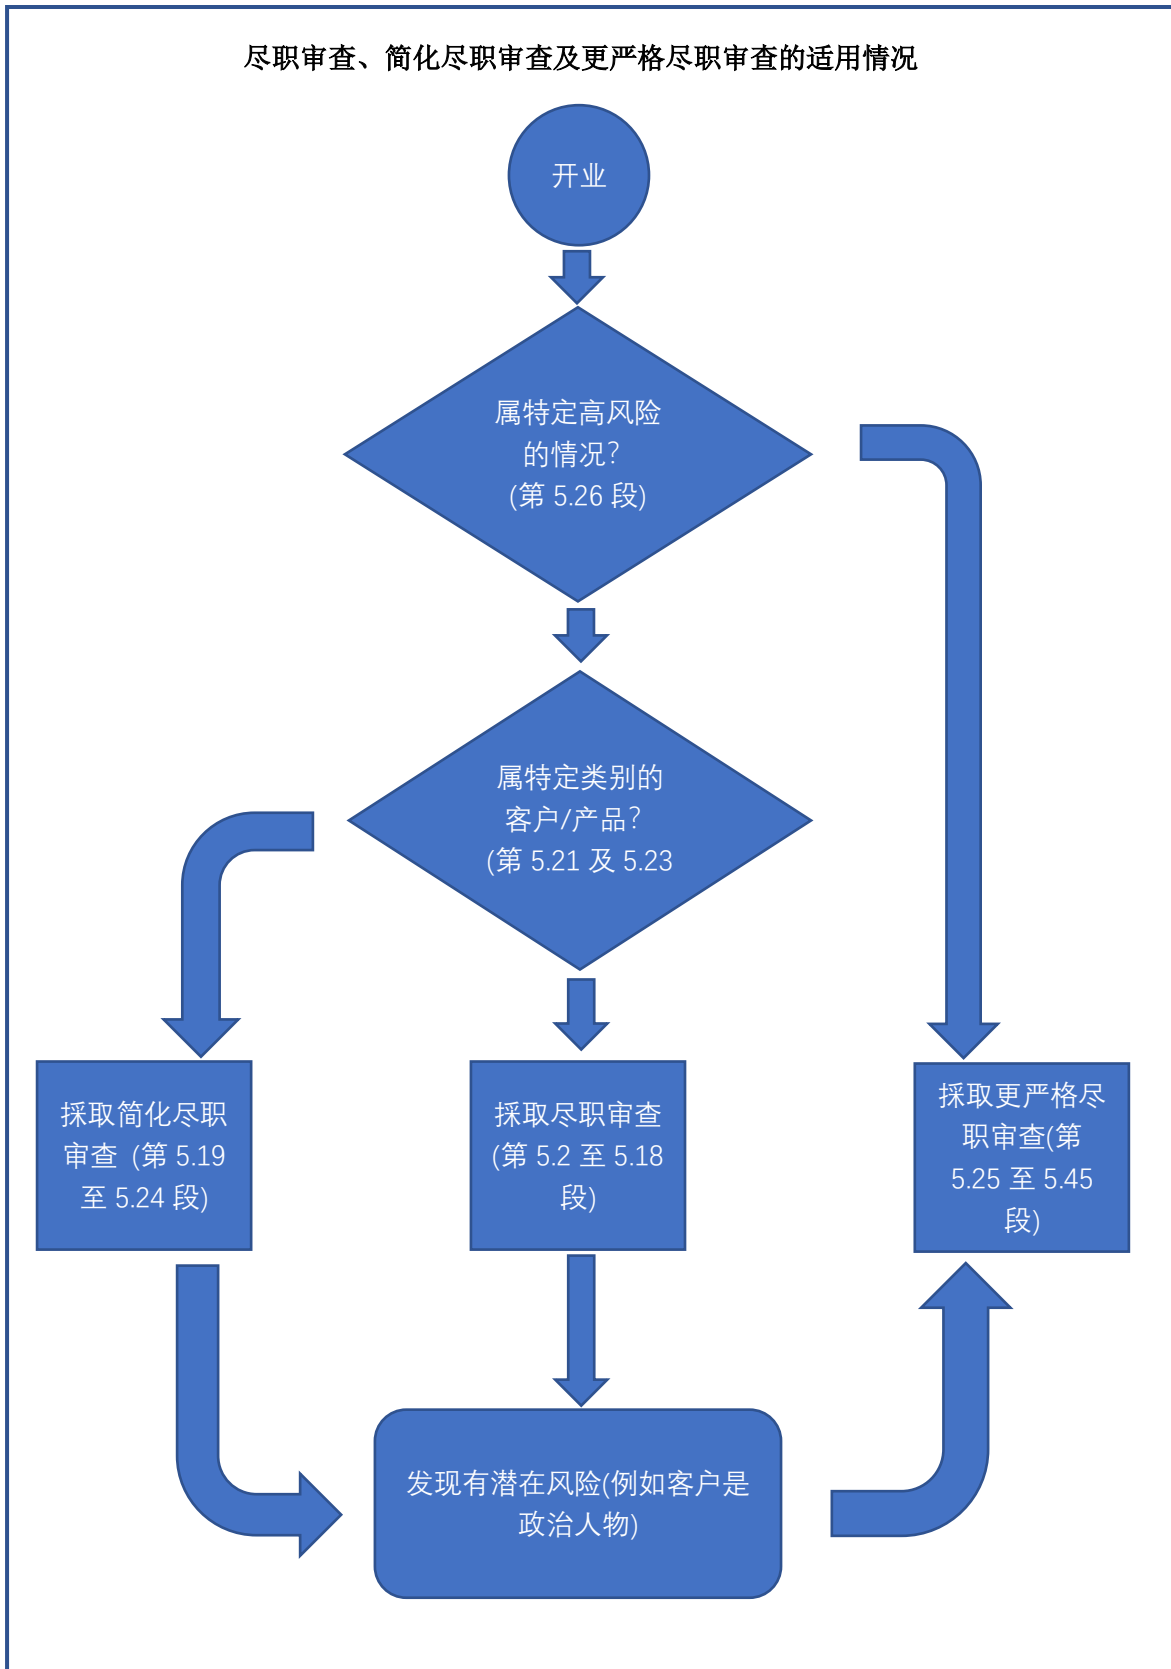 尽职审查、简化尽职审查及更严格尽职审查的适用情况
开业
属特定高风险
的情况？
(第 5.26 段)
属特定类别的
客户/产品？
(第 5.21 及 5.23
採取简化尽职
审查 (第 5.19
至 5.24 段)
採取尽职审查
(第 5.2 至 5.18
段)
採取更严格尽
职审查(第
5.25 至 5.45
段)
发现有潜在风险(例如客户是
政治人物)